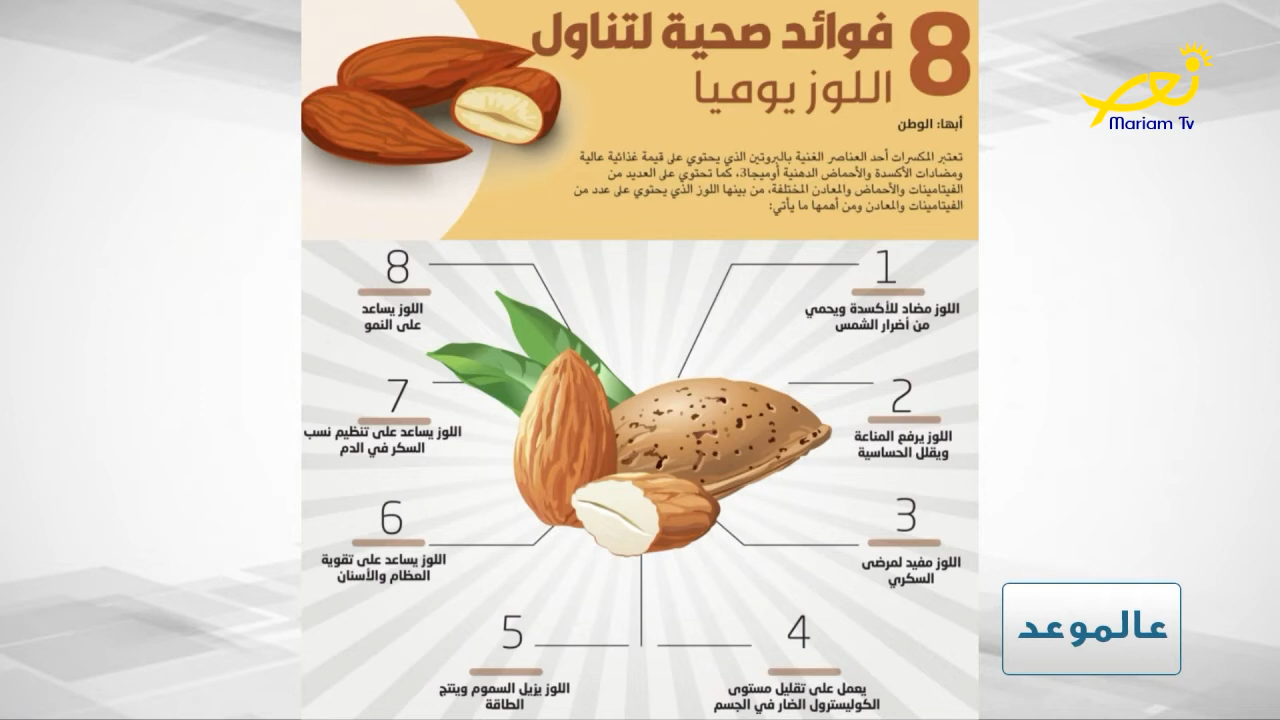 8 فوائد صحية لتناول
اللوز يوميا
أبها: الوطن
تعتبر المكسرات أحد العناصر الغنية بالبروتين الذي يحتوي على قيمة غذائية عالية
ومضادات الأكسدة والأحماض الدهنية أوميجا3، كما تحتوي على العديد من
الفيتامينات والأحماض والمعادن المختلفة، من بينها اللوز الذي يحتوي على عدد من
الفيتامينات والمعادن ومن أهمها ما يأتي:
1
اللوز مضاد للأكسدة ويحمي
من أضرار الشمس
2
اللوز يرفع المناعة
ويقلل الحساسية
3
اللوز مفيد لمرضى
السكري
4
يعمل على تقليل مستوى
الكوليسترول الضار في الجسم
5
اللوز يزيل السموم وينتج
الطاقة
6
اللوز يساعد على تقوية
العظام والأسنان
7
اللوز يساعد على تنظيم نسب
السكر في الدم
8
اللوز يساعد
على النمو
نعم
Mariam Tv
عالموعد